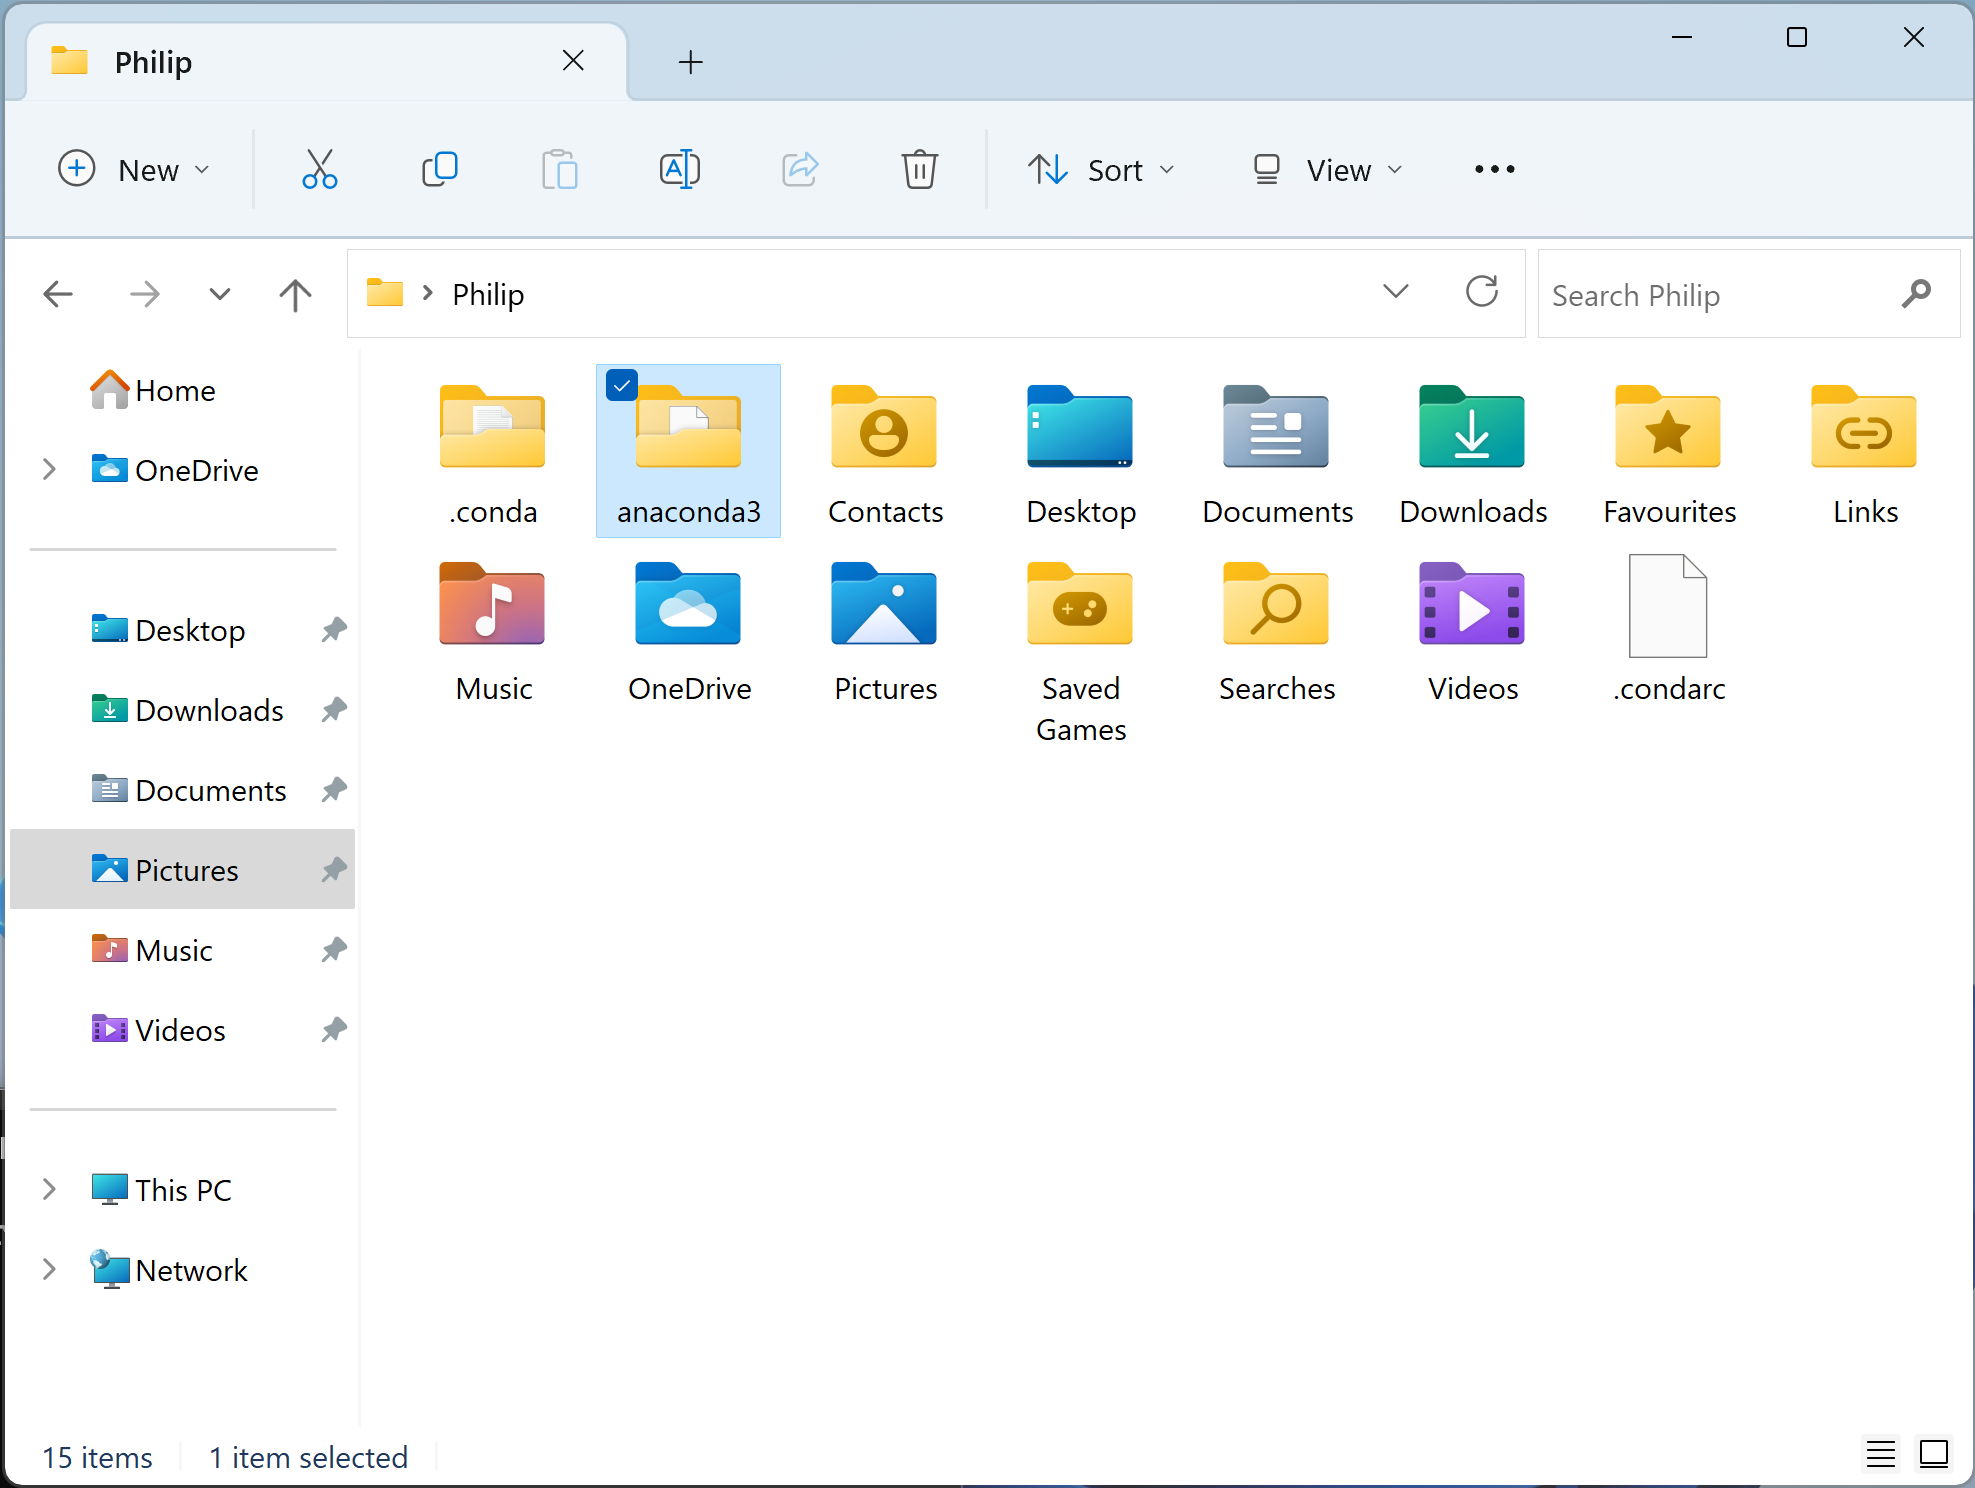 Philip
New
Sort
View
Philip
Search Philip
Home
OneDrive
Desktop
Downloads
Documents
Pictures
Music
Videos
This PC
Network
.conda
anaconda3
Contacts
Desktop
Documents
Downloads
Favourites
Links
Music
OneDrive
Pictures
Saved
Games
Searches
Videos
.condarc
15 items
1 item selected